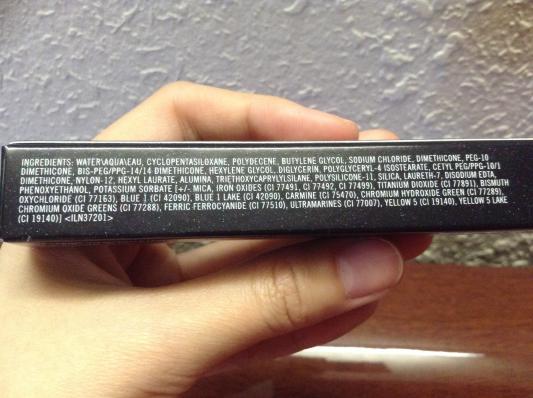 INGREDIENTS: WATER\AQUA\EAU, CYCLOPENTASILOXANE, POLYDECENE, BUTYLENE GLYCOL, SODIUM CHLORIDE, DIMETHICONE, PEG-10
DIMETHICONE, BIS-PEG/PPG-14/14 DIMETHICONE, HEXYLENE GLYCOL, DIGLYCERIN, POLYGLYCERYL-4 ISOSTEARATE, CETYL PEG/PPG-10/1
DIMETHICONE, NYLON-12, HEXYL LAURATE, ALUMINA, TRIETHOXYCAPRYLYLSILANE, POLYSILICONE-11, SILICA, LAURETH-7, DISODIUM EDTA,
PHENOXYETHANOL, POTASSIUM SORBATE [+/- MICA, IRON OXIDES (CI 77491, CI 77492, CI 77499), TITANIUM DIOXIDE (CI 77891), BISMUTH
OXYCHLORIDE (CI 77163), BLUE 1 (CI 42090), BLUE 1 LAKE (CI 42090), CARMINE (CI 75470), CHROMIUM HYDROXIDE GREEN (CI 77289),
CHROMIUM OXIDE GREENS (CI 77288), FERRIC FERROCYANIDE (CI 77510), ULTRAMARINES (CI 77007), YELLOW 5 (CI 19140), YELLOW 5 LAKE
(CI 19140)] <ILN37201>